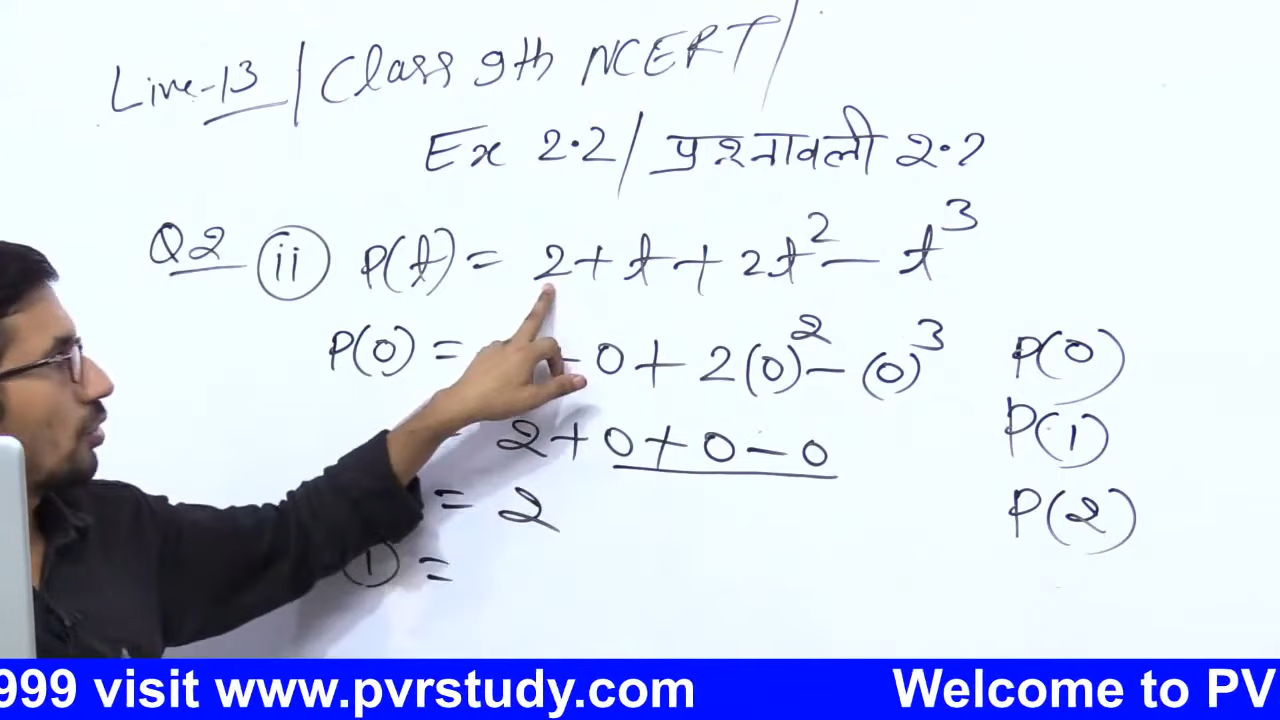 Live-13 / Class 9th NCERT /
Ex 2.2 / प्रश्नावली 2.2
Q2 (ii) P(t) = 2 + t + 2t² - t³
P(0) = - 0 + 2(0)² - (0)³ P(0)
= 2 + 0 + 0 - 0 P(1)
= 2 P(2)
(1) =
999 visit www.pvrstudy.com Welcome to PV